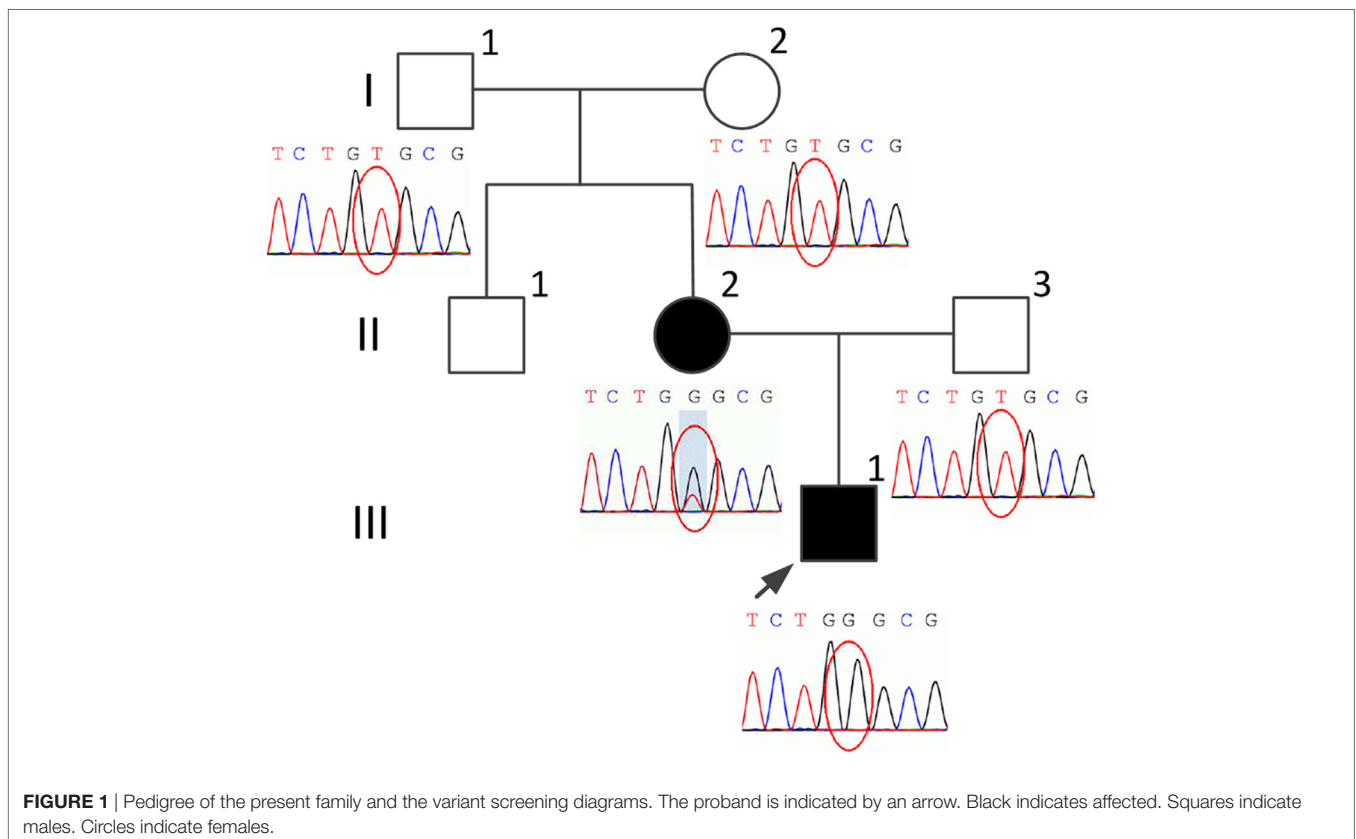 1
2
I
T C T G T G C G
T C T G T G C G
1
2
3
II
T C T G G G C G
T C T G T G C G
1
III
T C T G G G C G
FIGURE 1 | Pedigree of the present family and the variant screening diagrams. The proband is indicated by an arrow. Black indicates affected. Squares indicate
males. Circles indicate females.